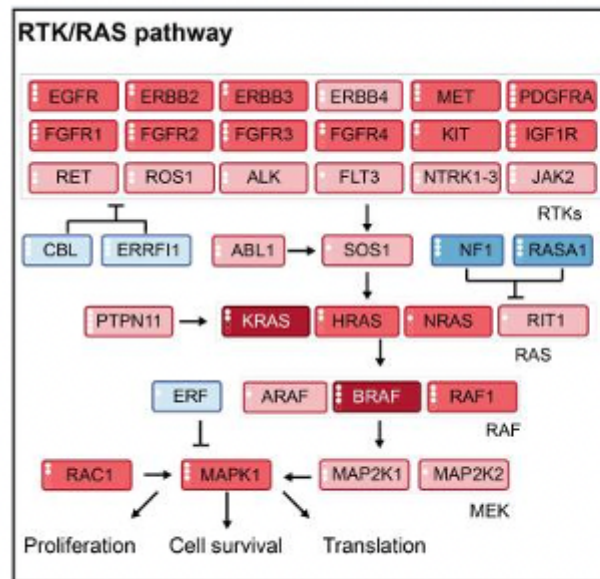 RTK/RAS pathway
EGFR ERBB2 ERBB3 ERBB4 MET PDGFRA
FGFR1 FGFR2 FGFR3 FGFR4 KIT IGF1R
RET ROS1 ALK FLT3 NTRK1-3 JAK2
RTKs
CBL ERRFI1 ABL1 SOS1 NF1 RASA1
PTPN11 KRAS HRAS NRAS RIT1
RAS
ERF ARAF BRAF RAF1
RAF
RAC1 MAPK1 MAP2K1 MAP2K2
MEK
Proliferation Cell survival Translation